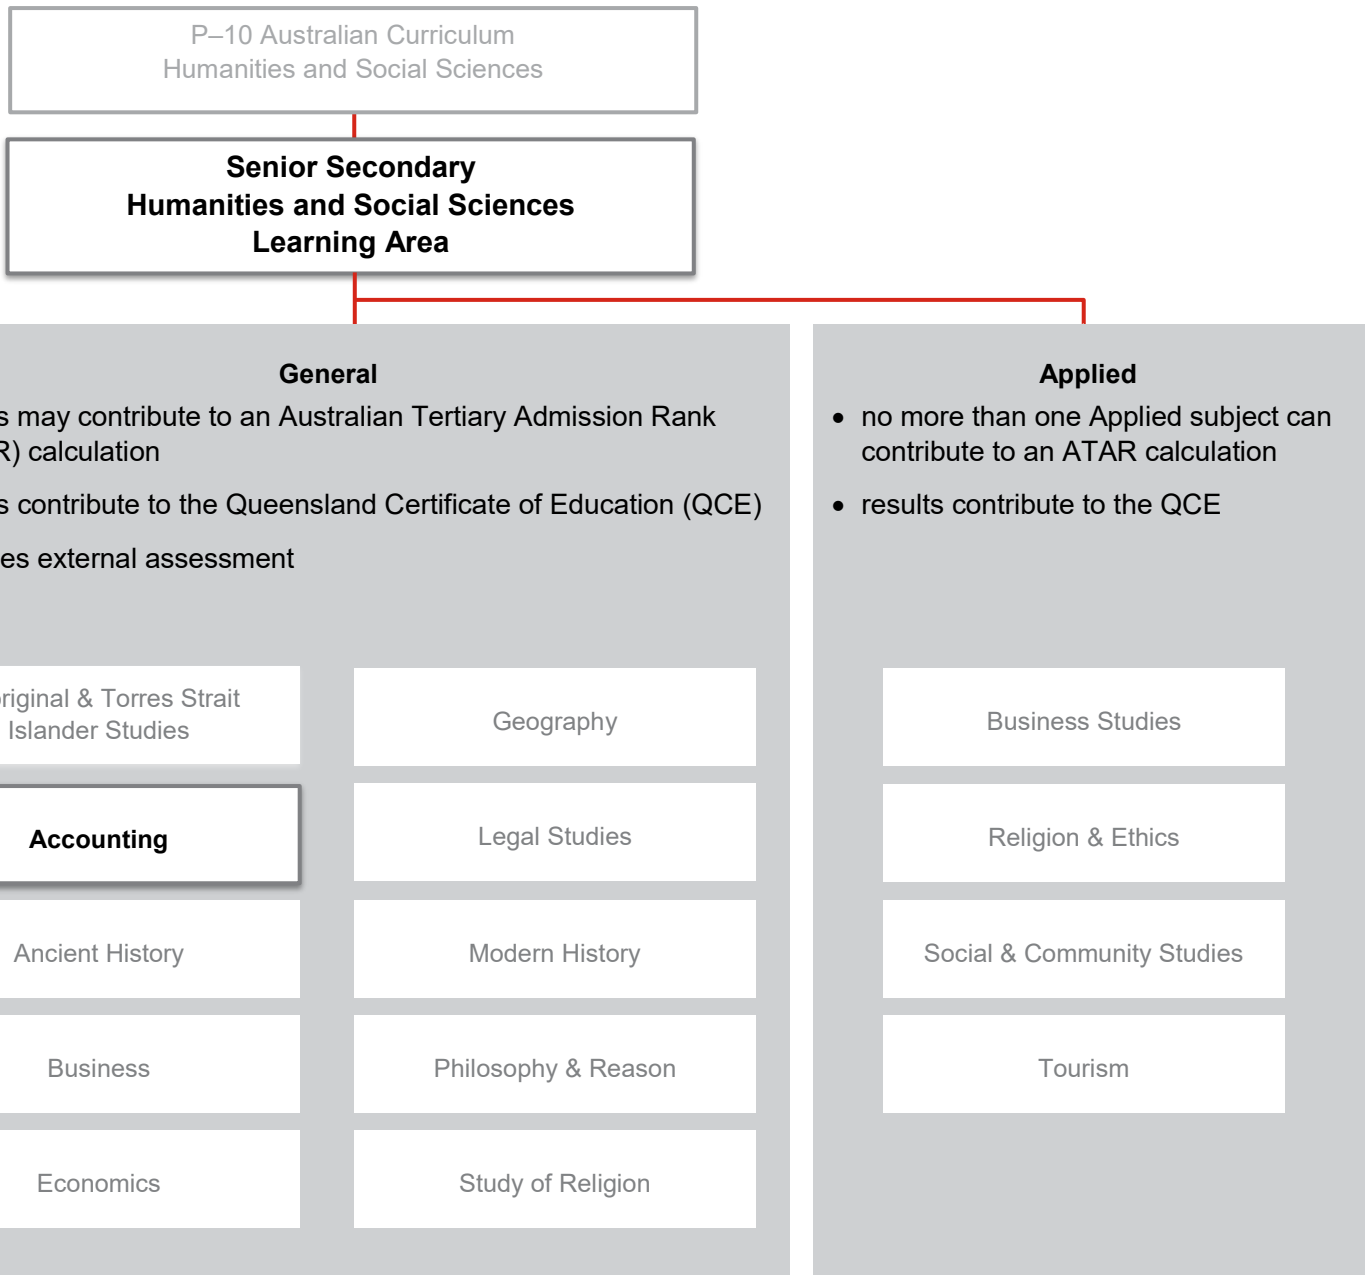 P–10 Australian Curriculum
Humanities and Social Sciences
Senior Secondary
Humanities and Social Sciences
Learning Area
General
may contribute to an Australian Tertiary Admission Rank
calculation
contribute to the Queensland Certificate of Education (QCE)
external assessment
& Torres Strait
Islander Studies
Accounting
Ancient History
Business
Economics
Geography
Legal Studies
Modern History
Philosophy & Reason
Study of Religion
Applied
• no more than one Applied subject can
contribute to an ATAR calculation
• results contribute to the QCE
Business Studies
Religion & Ethics
Social & Community Studies
Tourism